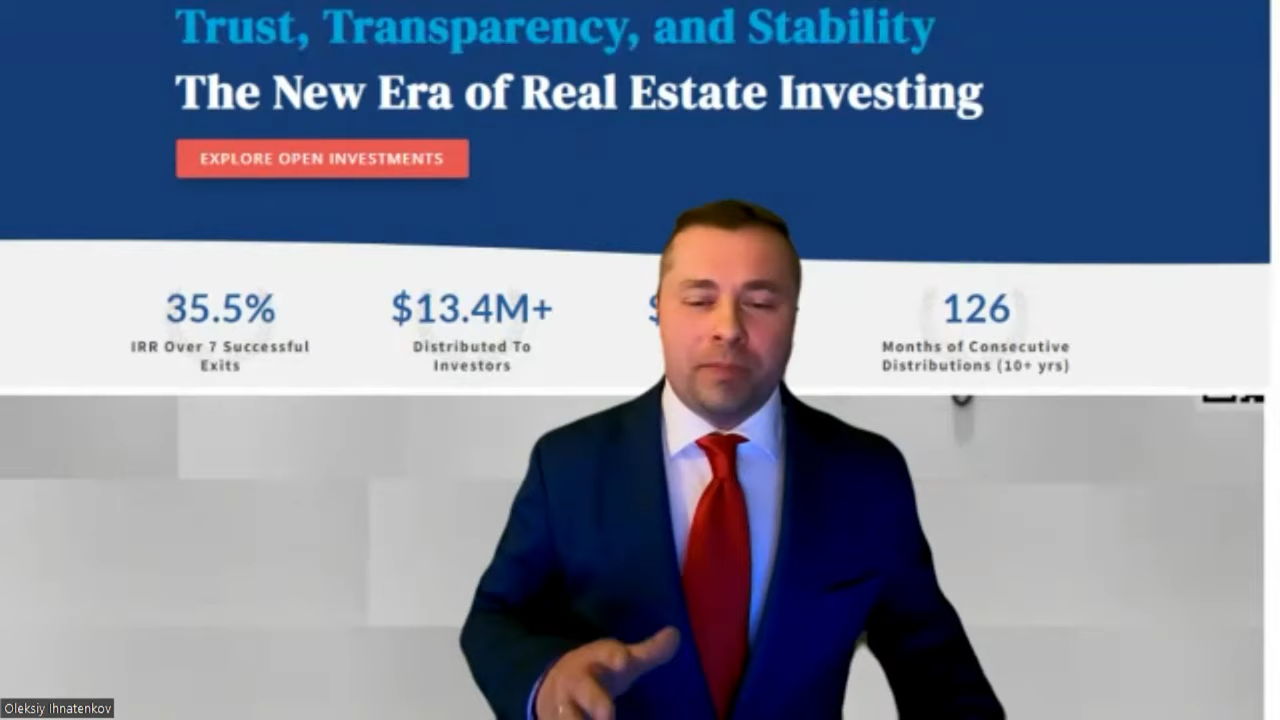 Trust, Transparency, and Stability
The New Era of Real Estate Investing
EXPLORE OPEN INVESTMENTS
35.5%
IRR Over 7 Successful
Exits
$13.4M+
Distributed To
Investors
$
126
Months of Consecutive
Distributions (10+ yrs)
Oleksiy Ihnatenkov